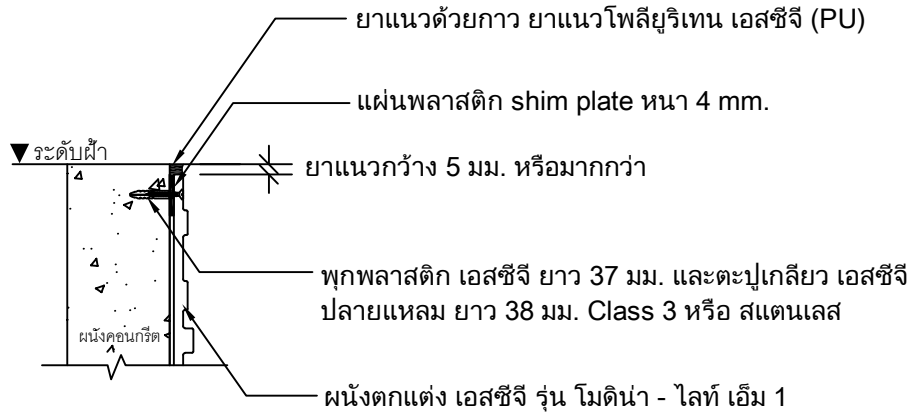 ยาแนวด้วยกาว ยาแนวโพลียูริเทน เอสซีจี (PU)
แผ่นพลาสติก shim plate หนา 4 mm.
ระดับฝ้า
ยาแนวกว้าง 5 มม. หรือมากกว่า
พุกพลาสติก เอสซีจี ยาว 37 มม. และตะปูเกลียว เอสซีจี
ปลายแหลม ยาว 38 มม. Class 3 หรือ สแตนเลส
ผนังคอนกรีต
ผนังตกแต่ง เอสซีจี รุ่น โมดิน่า - ไลท์ เอ็ม 1